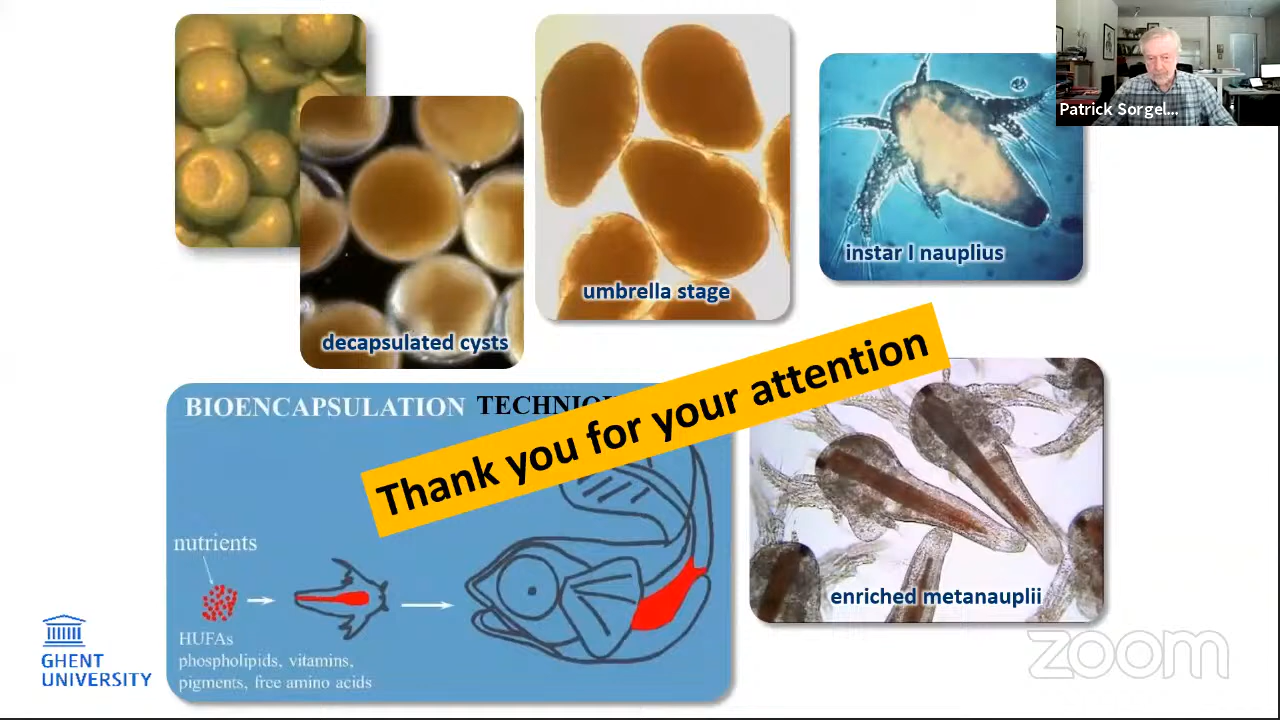 Patrick Sorgel...
instar I nauplius
umbrella stage
decapsulated cysts
Thank you for your attention
BIOENCAPSULATION
nutrients
HUFAs
phospholipids, vitamins,
pigments, free amino acids
enriched metanauplii
GHENT
UNIVERSITY
zoom